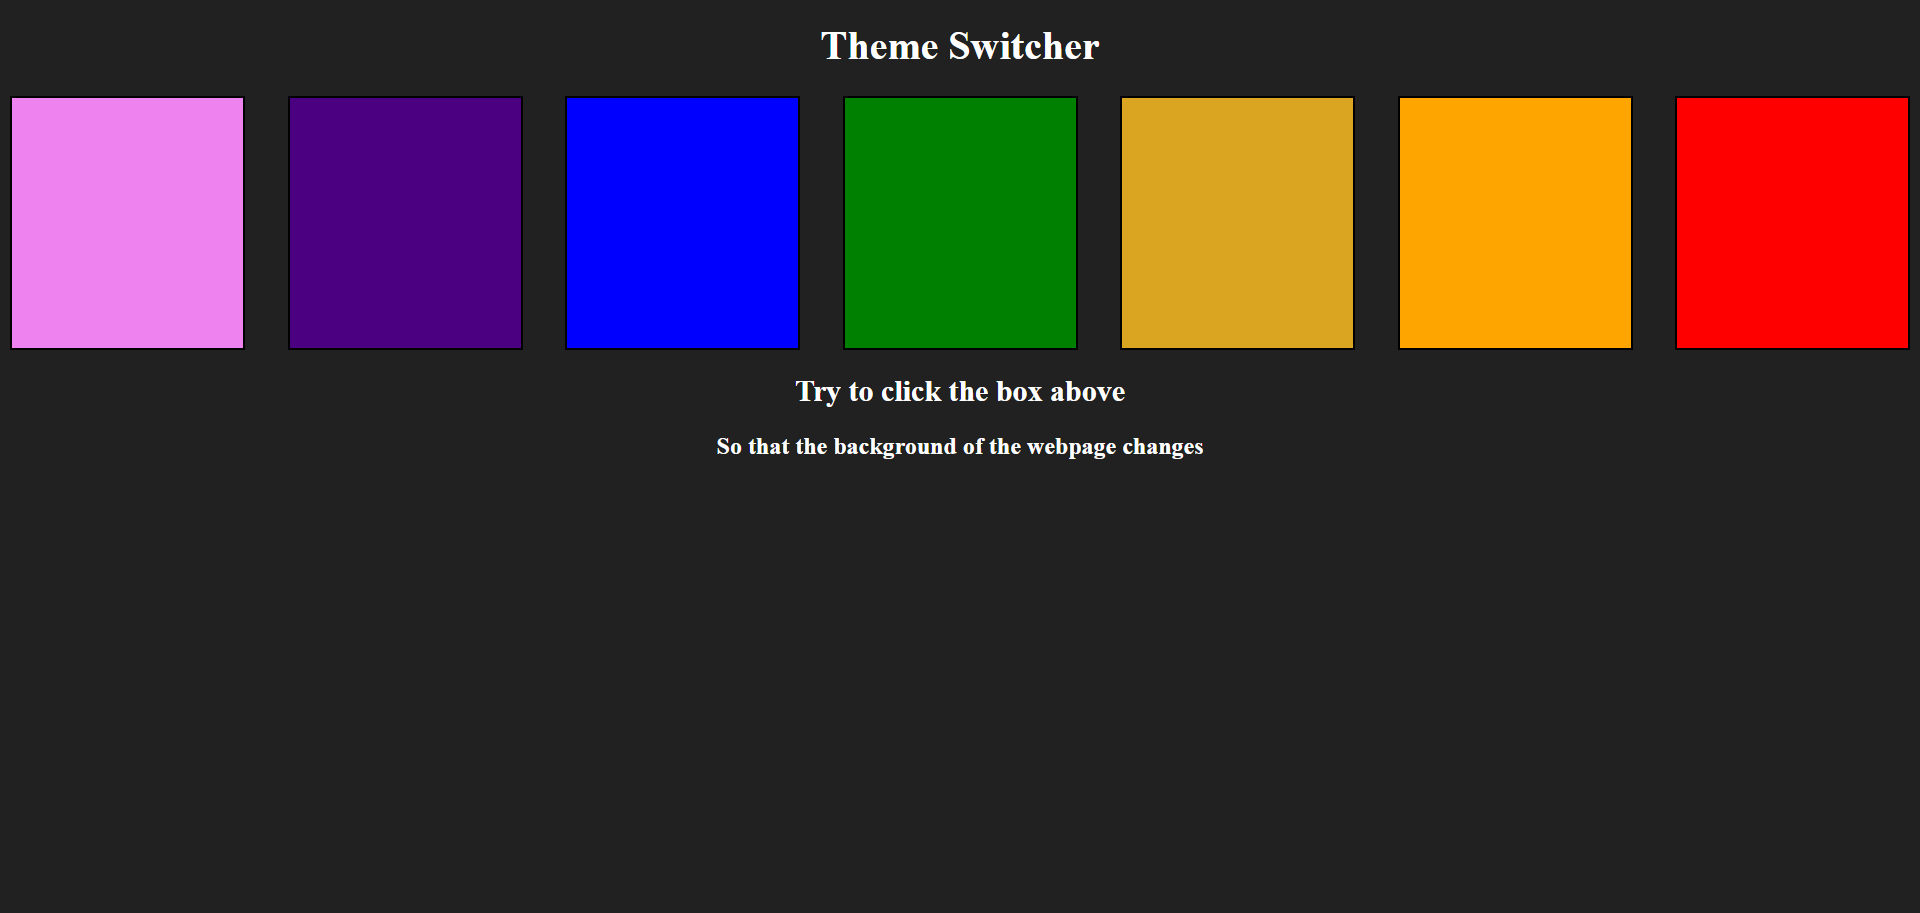 Theme Switcher
Try to click the box above
So that the background of the webpage changes